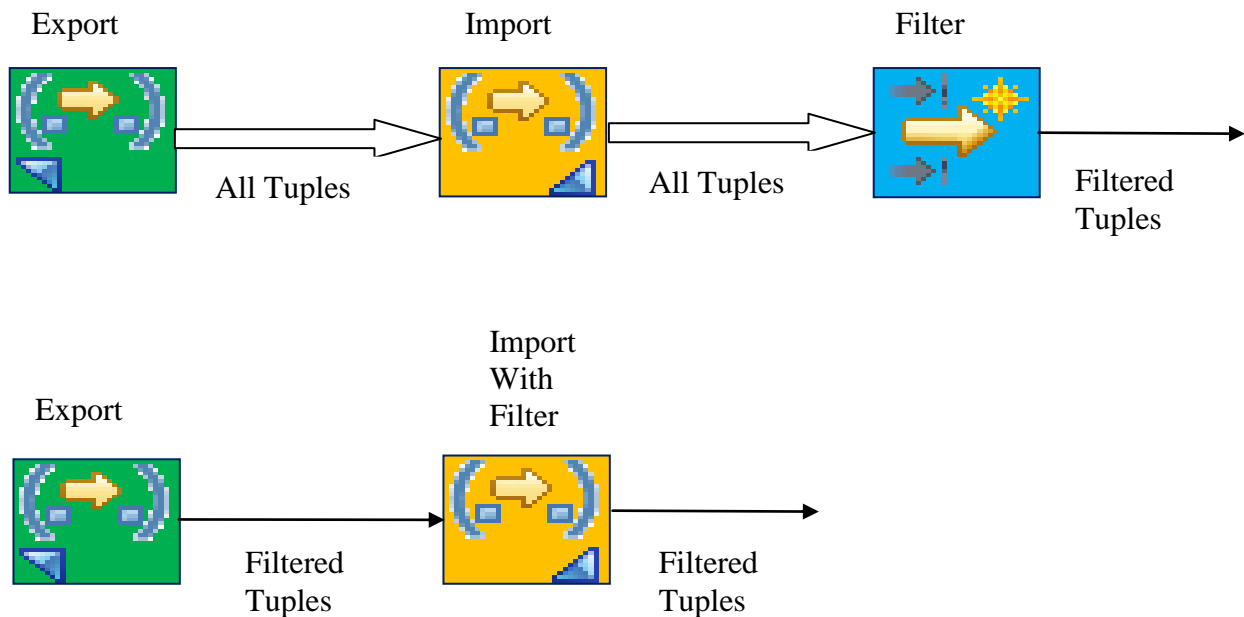 Export
Import
Filter
All Tuples
All Tuples
Filtered
Tuples
Import
With
Filter
Export
Filtered
Tuples
Filtered
Tuples